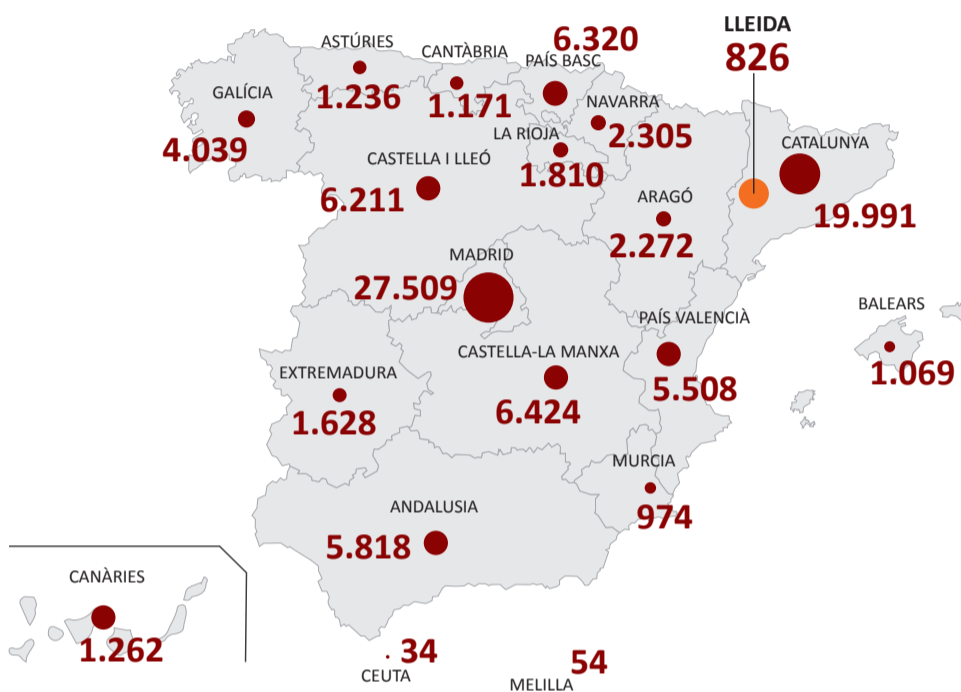 LLEIDA
826
ASTÚRIES
1.236
CANTÀBRIA
1.171
6.320
PAÍS BASC
GALÍCIA
4.039
NAVARRA
2.305
LA RIOJA
1.810
CATALUNYA
19.991
CASTELLA I LLEÓ
6.211
ARAGÓ
2.272
MADRID
27.509
PAÍS VALENCIÀ
5.508
BALEARS
1.069
CASTELLA-LA MANXA
6.424
EXTREMADURA
1.628
MURCIA
974
ANDALUSIA
5.818
CANÀRIES
1.262
34
CEUTA
54
MELILLA